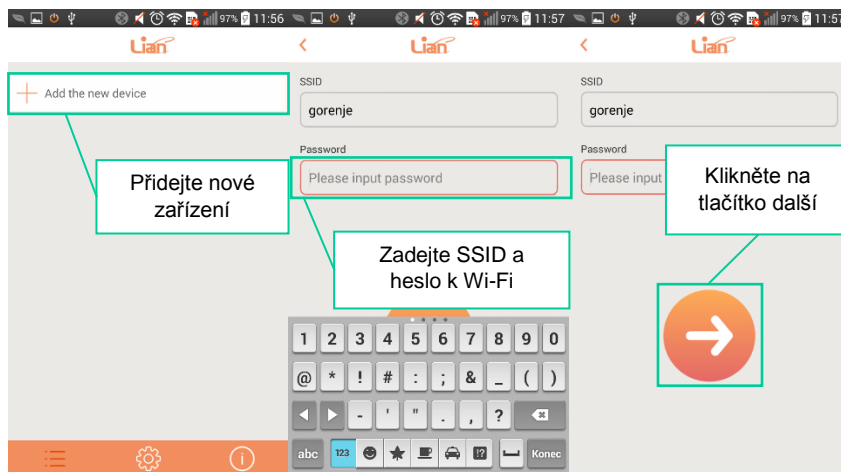 97% 11:56
Lian
Add the new device
Přidejte nové
zařízení
97% 11:57
Lian
SSID
gorenje
Password
Please input password
Zadejte SSID a
heslo k Wi-Fi
1 2 3 4 5 6 7 8 9 0
@ * ! # : ; & _ ( )
- ' " . , ?
abc 123 !? Konec
97% 11:57
Lian
SSID
gorenje
Password
Please input
Klikněte na
tlačítko další